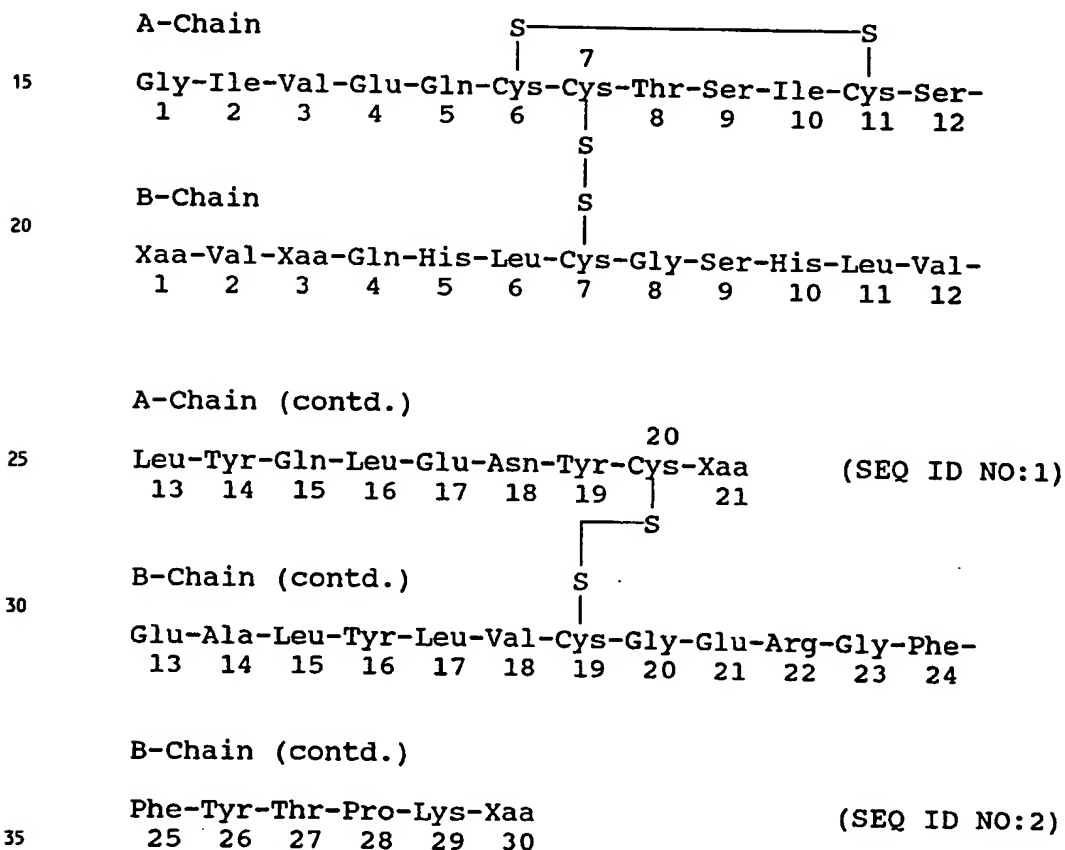 A-Chain
S S
7
15 Gly-Ile-Val-Glu-Gln-Cys-Cys-Thr-Ser-Ile-Cys-Ser-
1 2 3 4 5 6 8 9 10 11 12
S
S
B-Chain
20
Xaa-Val-Xaa-Gln-His-Leu-Cys-Gly-Ser-His-Leu-Val-
1 2 3 4 5 6 7 8 9 10 11 12
A-Chain (contd.)
20
25 Leu-Tyr-Gln-Leu-Glu-Asn-Tyr-Cys-Xaa (SEQ ID NO:1)
13 14 15 16 17 18 19 21
S
B-Chain (contd.) S
30
Glu-Ala-Leu-Tyr-Leu-Val-Cys-Gly-Glu-Arg-Gly-Phe-
13 14 15 16 17 18 19 20 21 22 23 24
B-Chain (contd.)
Phe-Tyr-Thr-Pro-Lys-Xaa (SEQ ID NO:2)
35 25 26 27 28 29 30